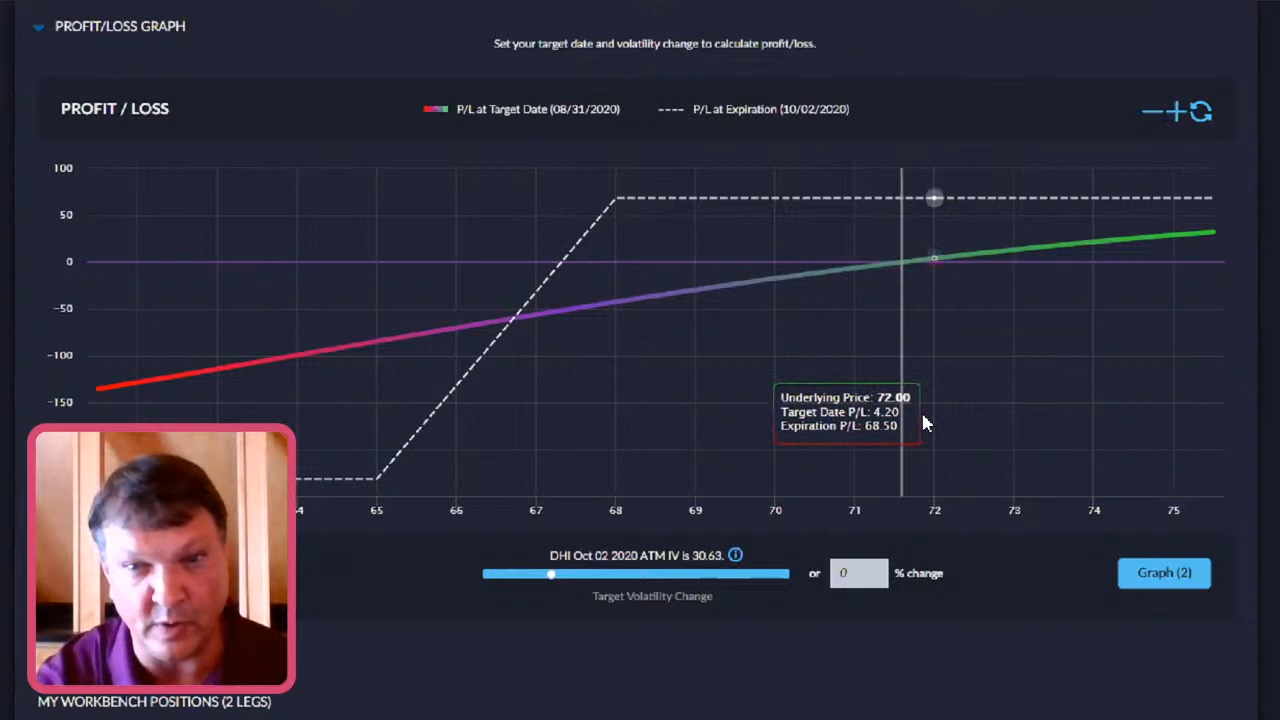 PROFIT/LOSS GRAPH
Set your target date and volatility change to calculate profit/loss.
PROFIT / LOSS
P/L at Target Date (08/31/2020)
P/L at Expiration (10/02/2020)
100
50
0
-50
-100
-150
Underlying Price: 72.00
Target Date P/L: 4.20
Expiration P/L: 68.50
65 66 67 68 69 70 71 72 73 74 75
DHI Oct 02 2020 ATM IV is 30.63.
or 0 % change
Graph (2)
Target Volatility Change
MY WORKBENCH POSITIONS (2 LEGS)